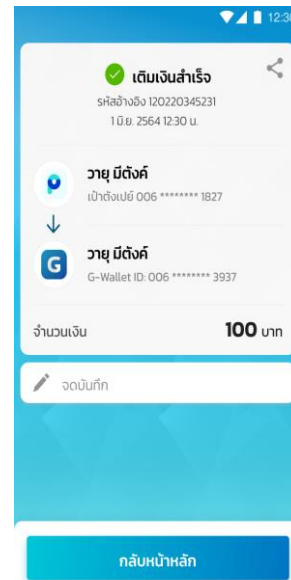 12:30
เติมเงินสำเร็จ
รหัสอ้างอิง 120220345231
1 มิ.ย. 2564 12:30 น.
วายุ มีตังค์
เป๋าตังเปย์ 006 ******** 1827
วายุ มีตังค์
G
G-Wallet ID: 006 ******** 3937
จำนวนเงิน 100 บาท
จดบันทึก
กลับหน้าหลัก